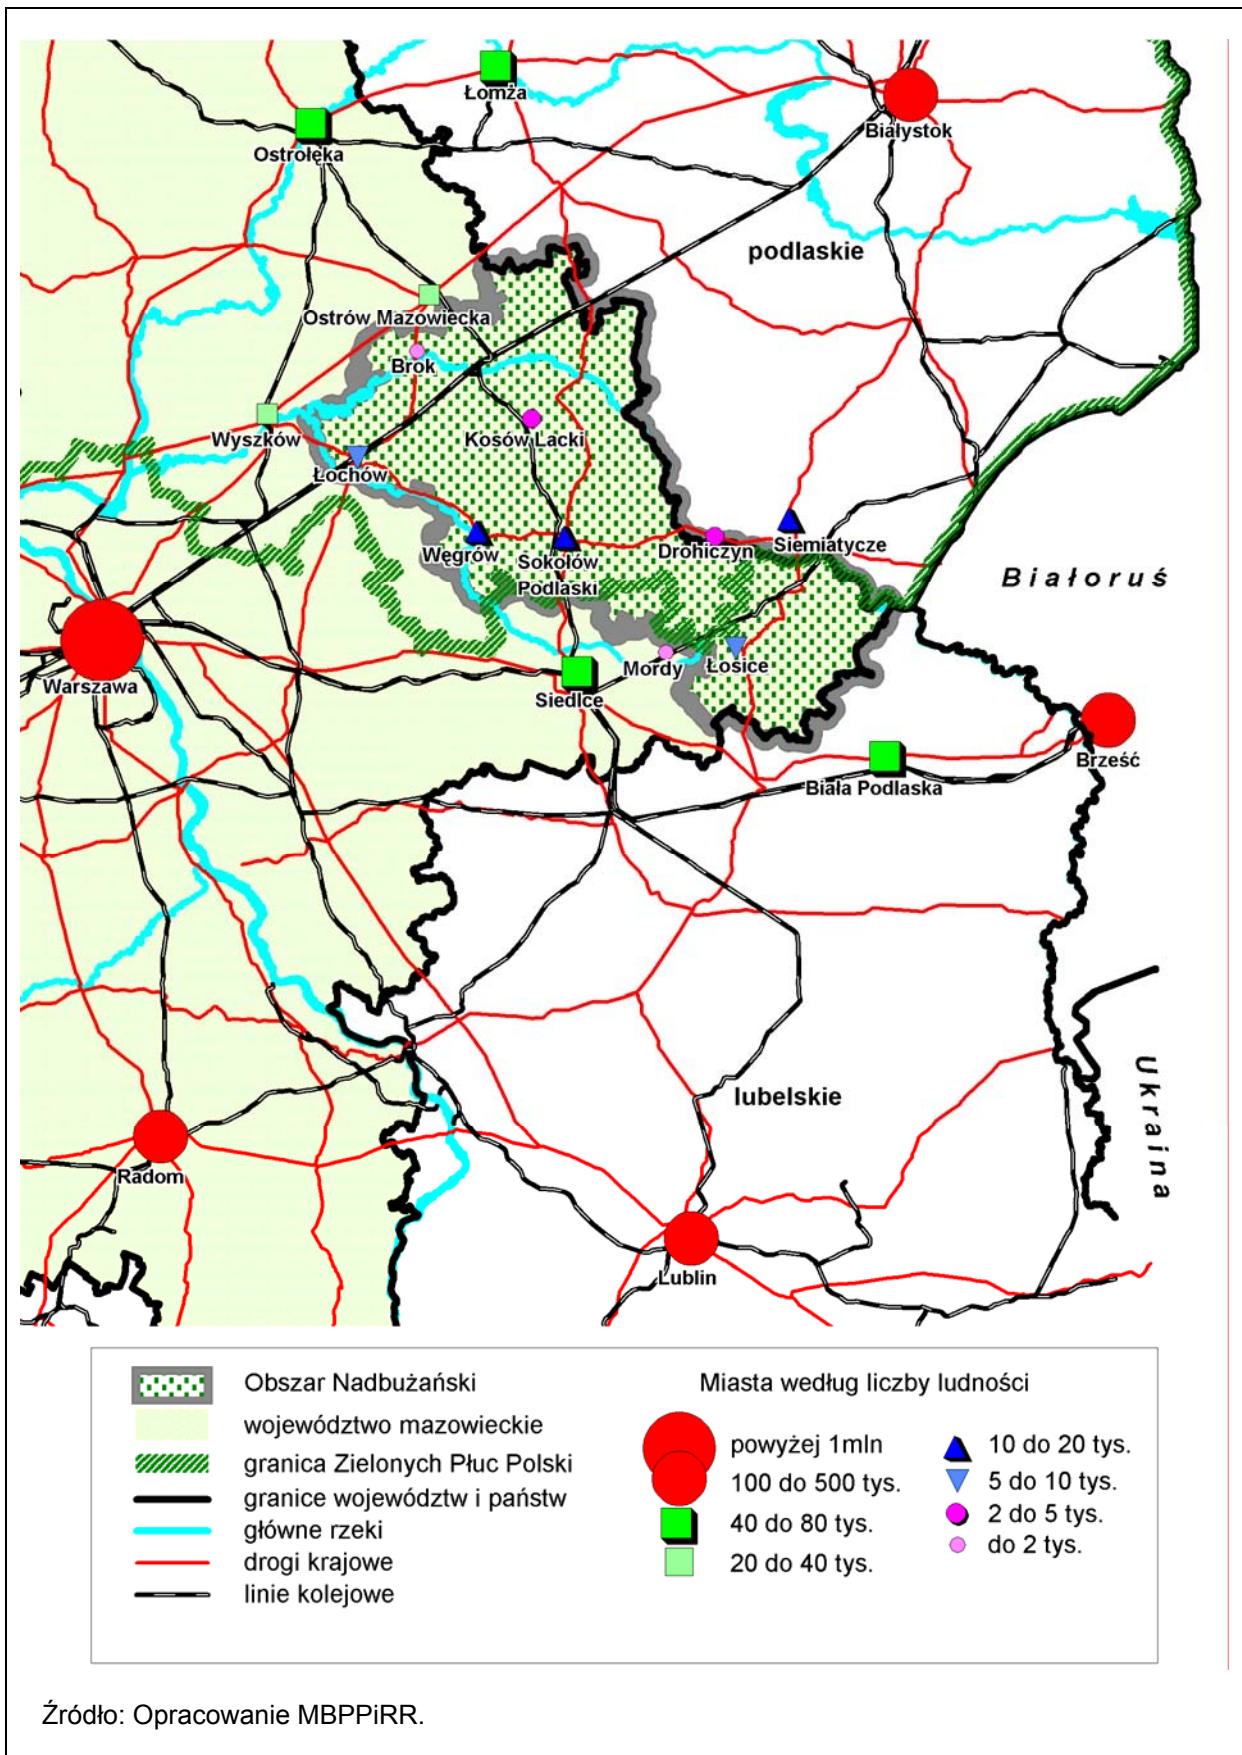 Łomża
Białystok
Ostrołęka
podlaskie
Ostrów Mazowiecka
Brok
Wyszków
Kosów Lacki
Łochów
Węgrów
Sokołów
Podlaski
Drohiczyn
Siemiatycze
Białoruś
Warszawa
Siedlce
Mordy
Łosice
Brześć
Biała Podlaska
lubelskie
Ukraina
Radom
Lublin
Obszar Nadbużański
województwo mazowieckie
granica Zielonych Płuc Polski
granice województw i państw
główne rzeki
drogi krajowe
linie kolejowe
Miasta według liczby ludności
powyżej 1mln
100 do 500 tys.
40 do 80 tys.
20 do 40 tys.
10 do 20 tys.
5 do 10 tys.
2 do 5 tys.
do 2 tys.
Źródło: Opracowanie MBPPiRR.